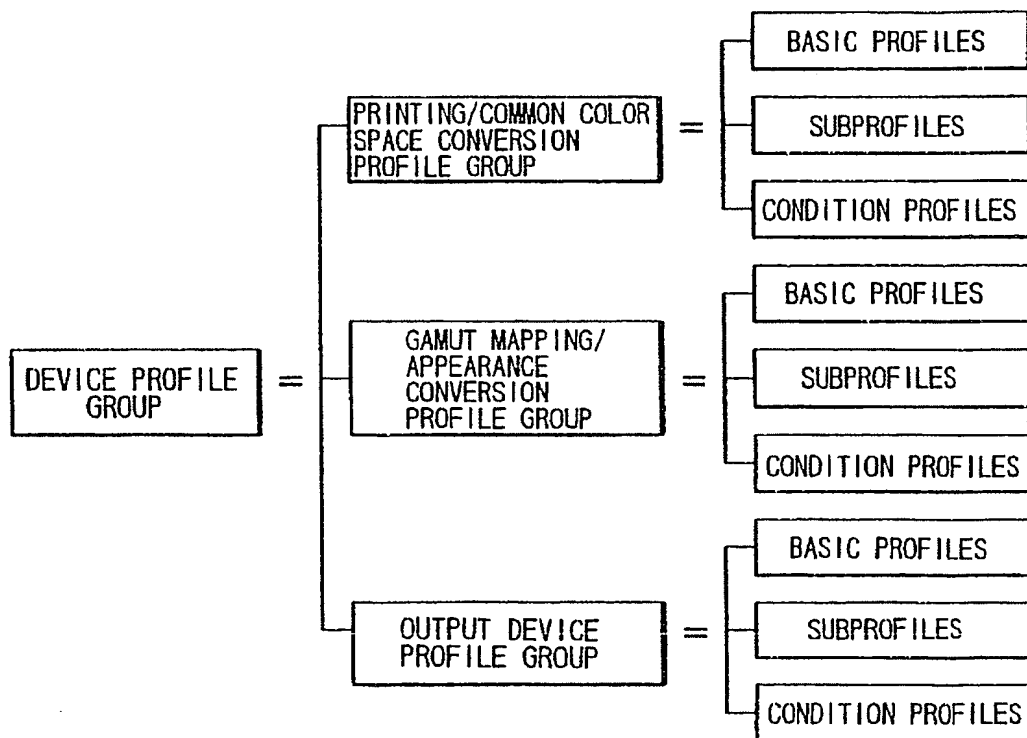 BASIC PROFILES
PRINTING/COMMON COLOR
SPACE CONVERSION
PROFILE GROUP
=
SUBPROFILES
CONDITION PROFILES
BASIC PROFILES
DEVICE PROFILE
GROUP
=
GAMUT MAPPING/
APPEARANCE
CONVERSION
PROFILE GROUP
=
SUBPROFILES
CONDITION PROFILES
BASIC PROFILES
OUTPUT DEVICE
PROFILE GROUP
=
SUBPROFILES
CONDITION PROFILES